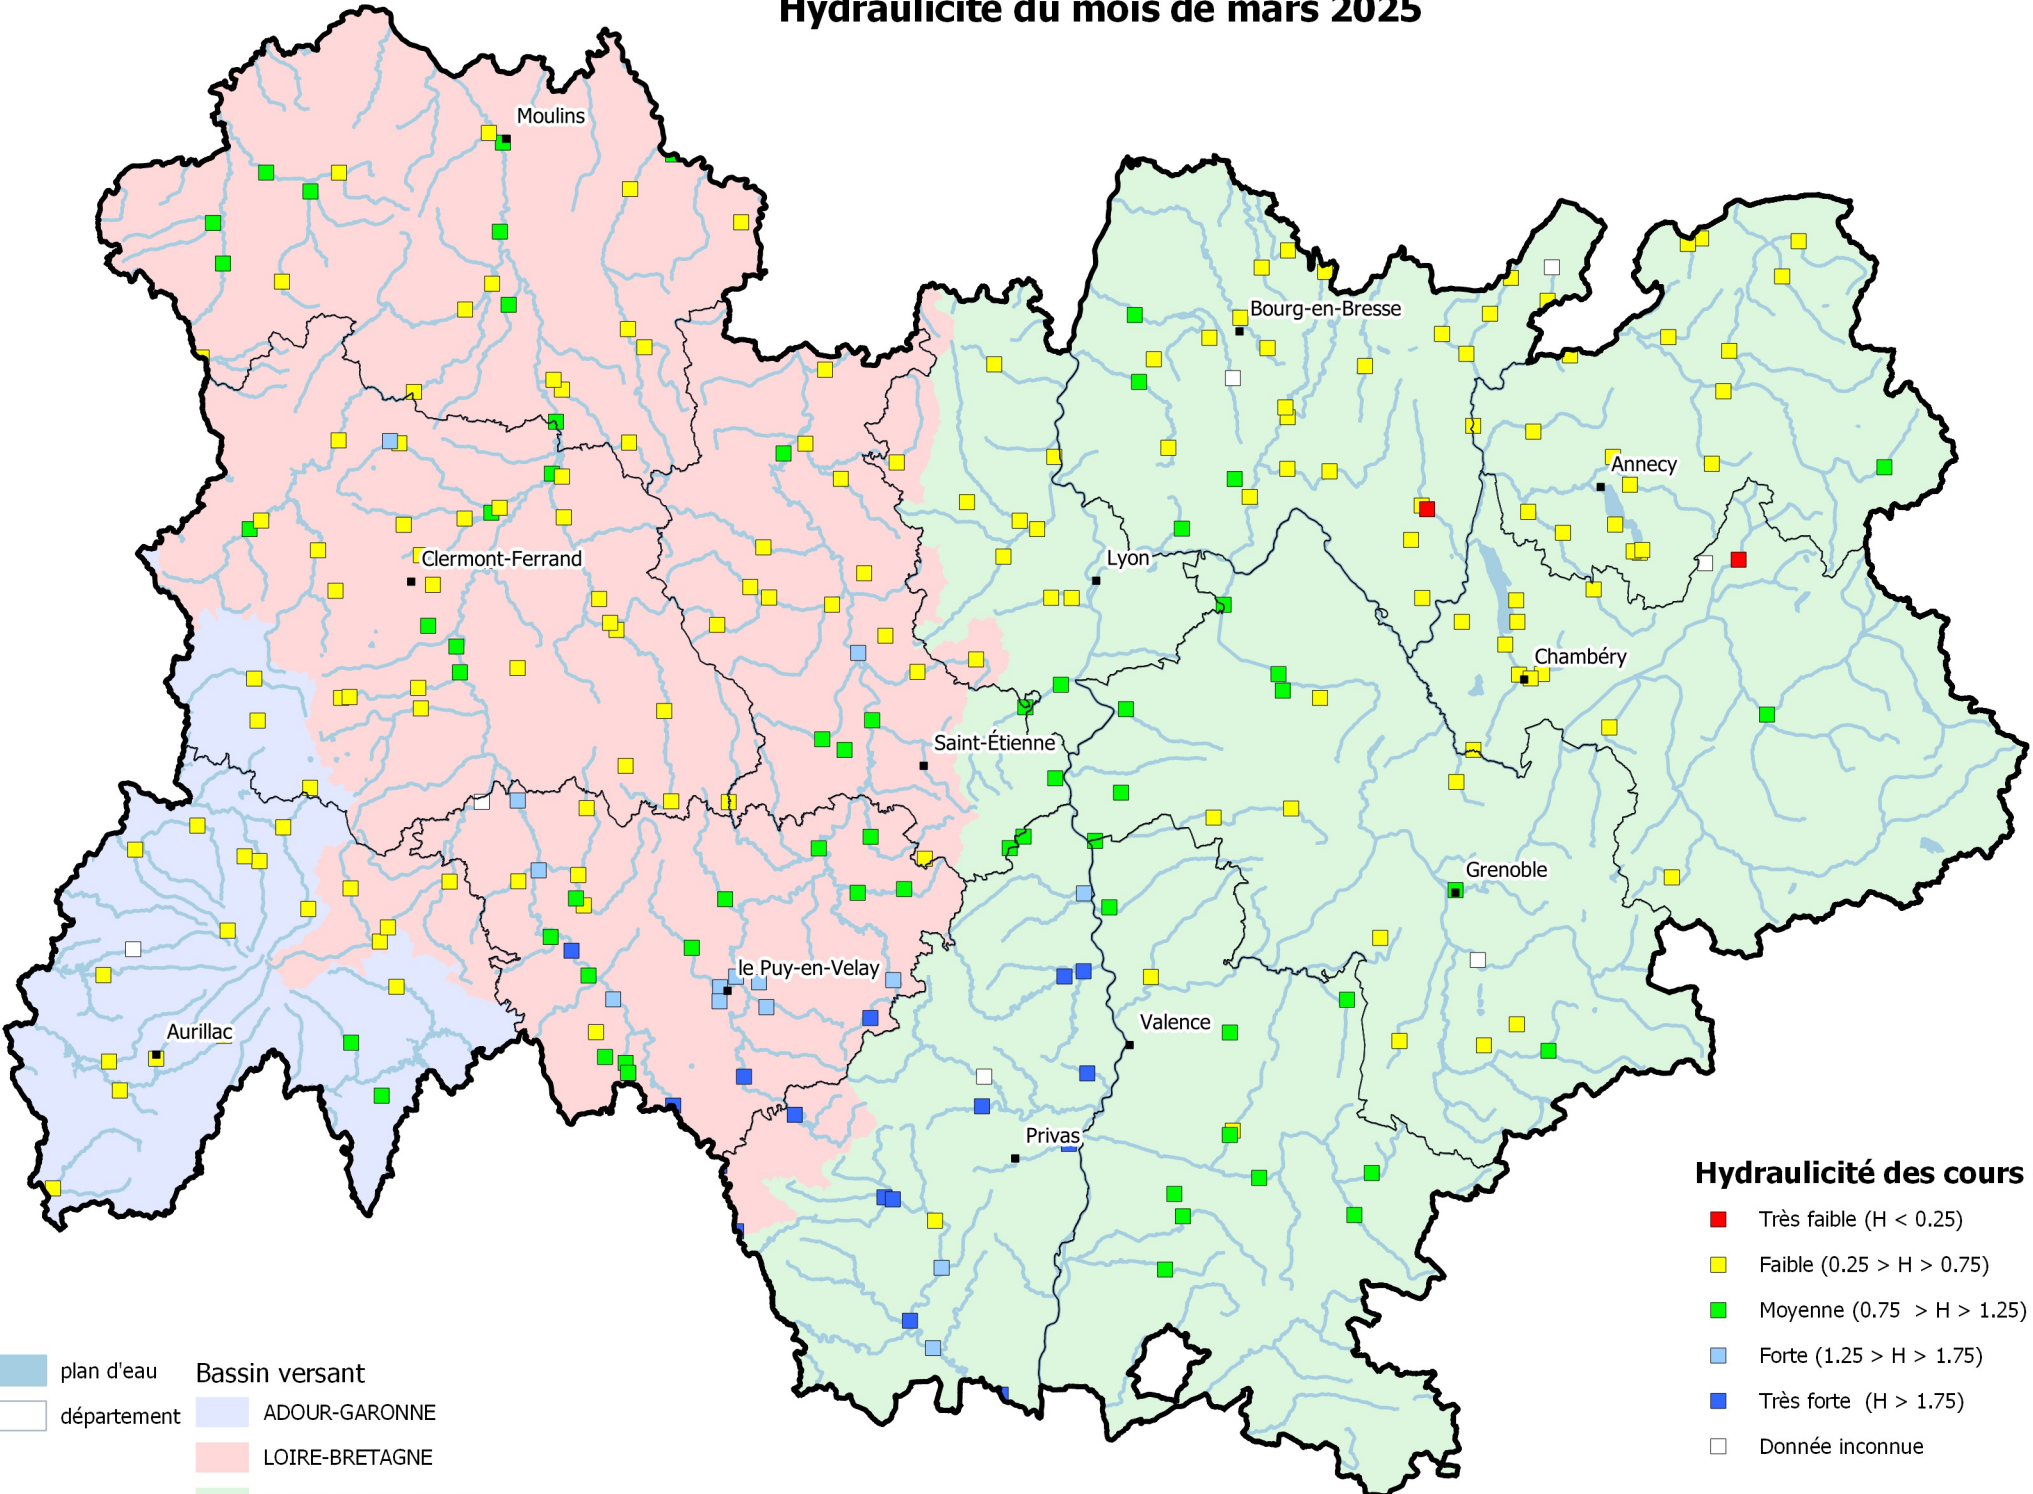 Hydraulicité du mois de mars 2025
Moulins
Bourg-en-Bresse
Annecy
Clermont-Ferrand
Lyon
Chambéry
Saint-Étienne
Grenoble
le Puy-en-Velay
Aurillac
Valence
Privas
Hydraulicité des cours
Très faible (H < 0.25)
Faible (0.25 > H > 0.75)
Moyenne (0.75 > H > 1.25)
Forte (1.25 > H > 1.75)
Très forte (H > 1.75)
Donnée inconnue
plan d'eau
département
Bassin versant
ADOUR-GARONNE
LOIRE-BRETAGNE